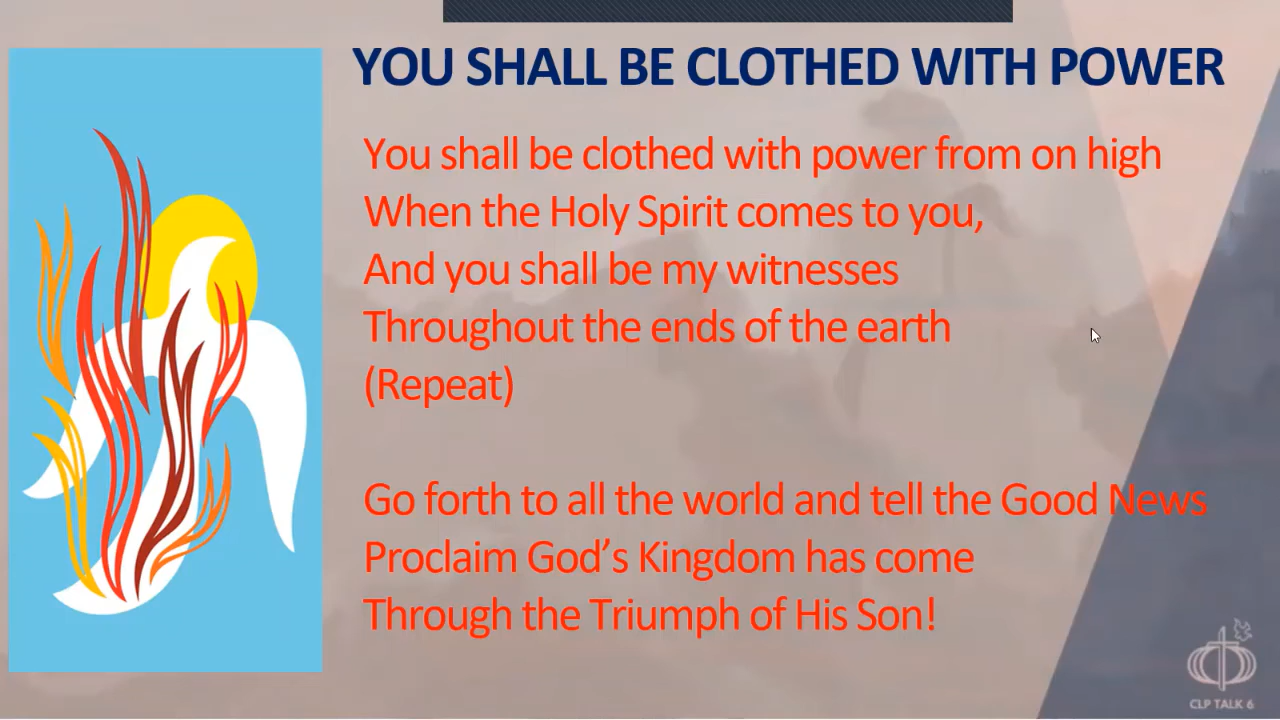 YOU SHALL BE CLOTHED WITH POWER
You shall be clothed with power from on high
When the Holy Spirit comes to you,
And you shall be my witnesses
Throughout the ends of the earth
(Repeat)
Go forth to all the world and tell the Good News
Proclaim God’s Kingdom has come
Through the Triumph of His Son!
CLP TALK 6